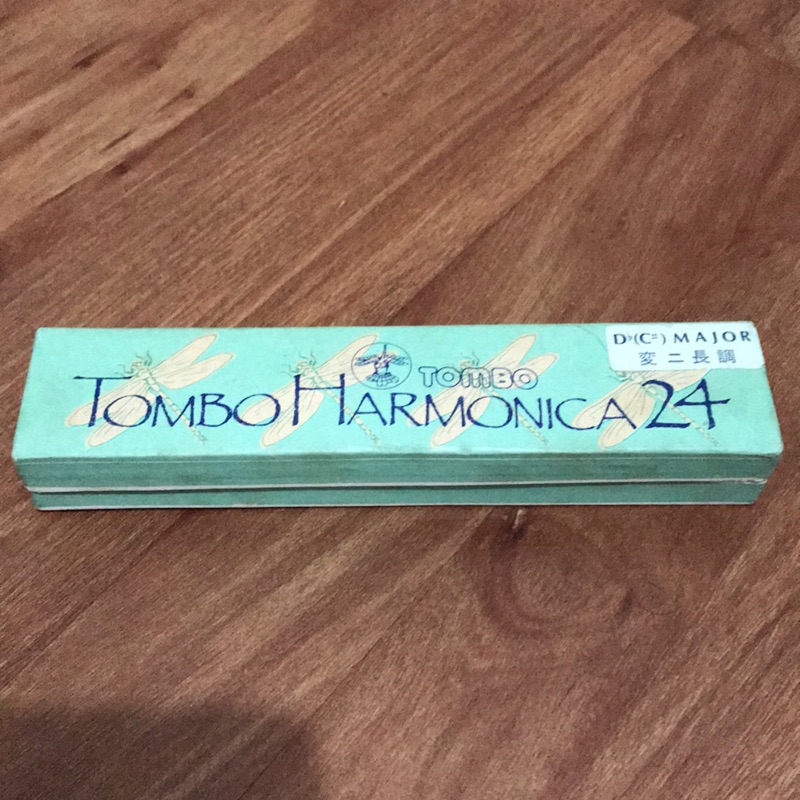 D♭(C♯) MAJOR
変ニ長調
TOMBO
TOMBO HARMONICA 24